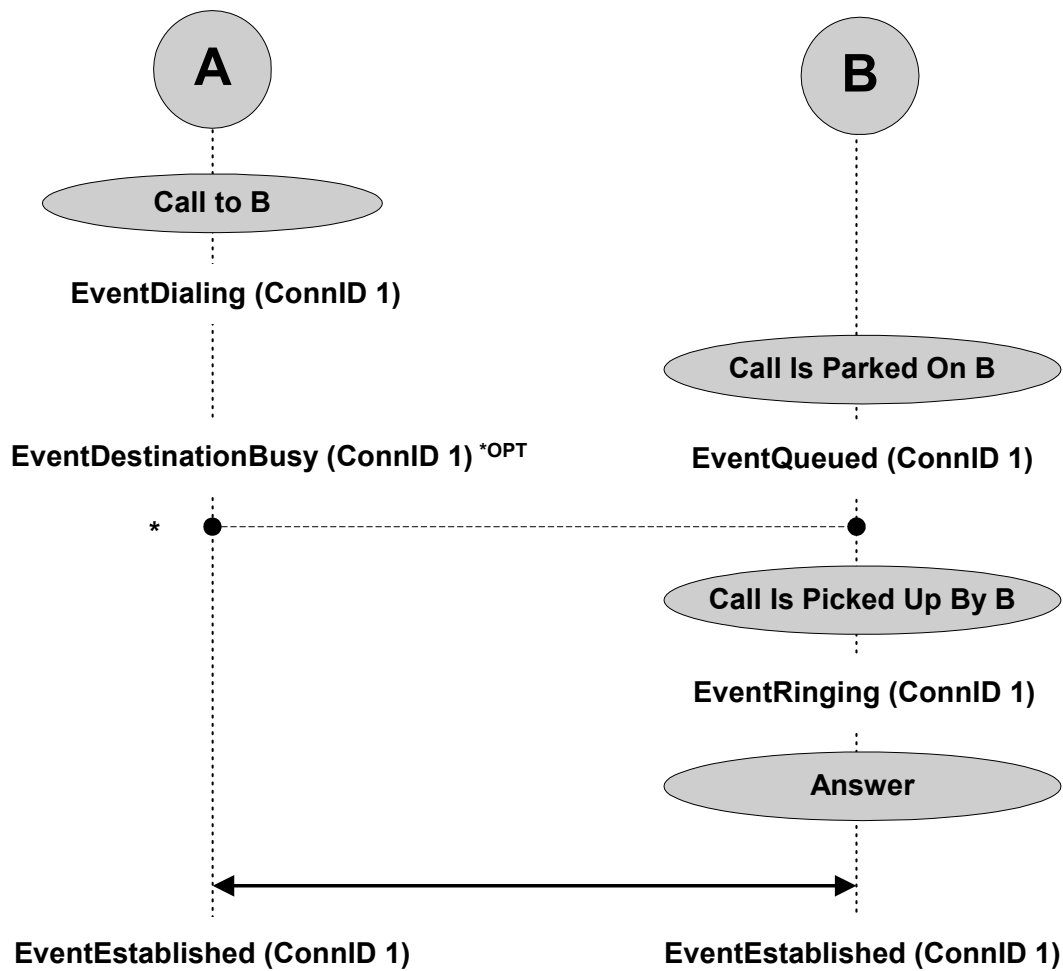 A
B
Call to B
EventDialing (ConnID 1)
Call Is Parked On B
EventDestinationBusy (ConnID 1) *OPT
EventQueued (ConnID 1)
*
Call Is Picked Up By B
EventRinging (ConnID 1)
Answer
EventEstablished (ConnID 1)
EventEstablished (ConnID 1)